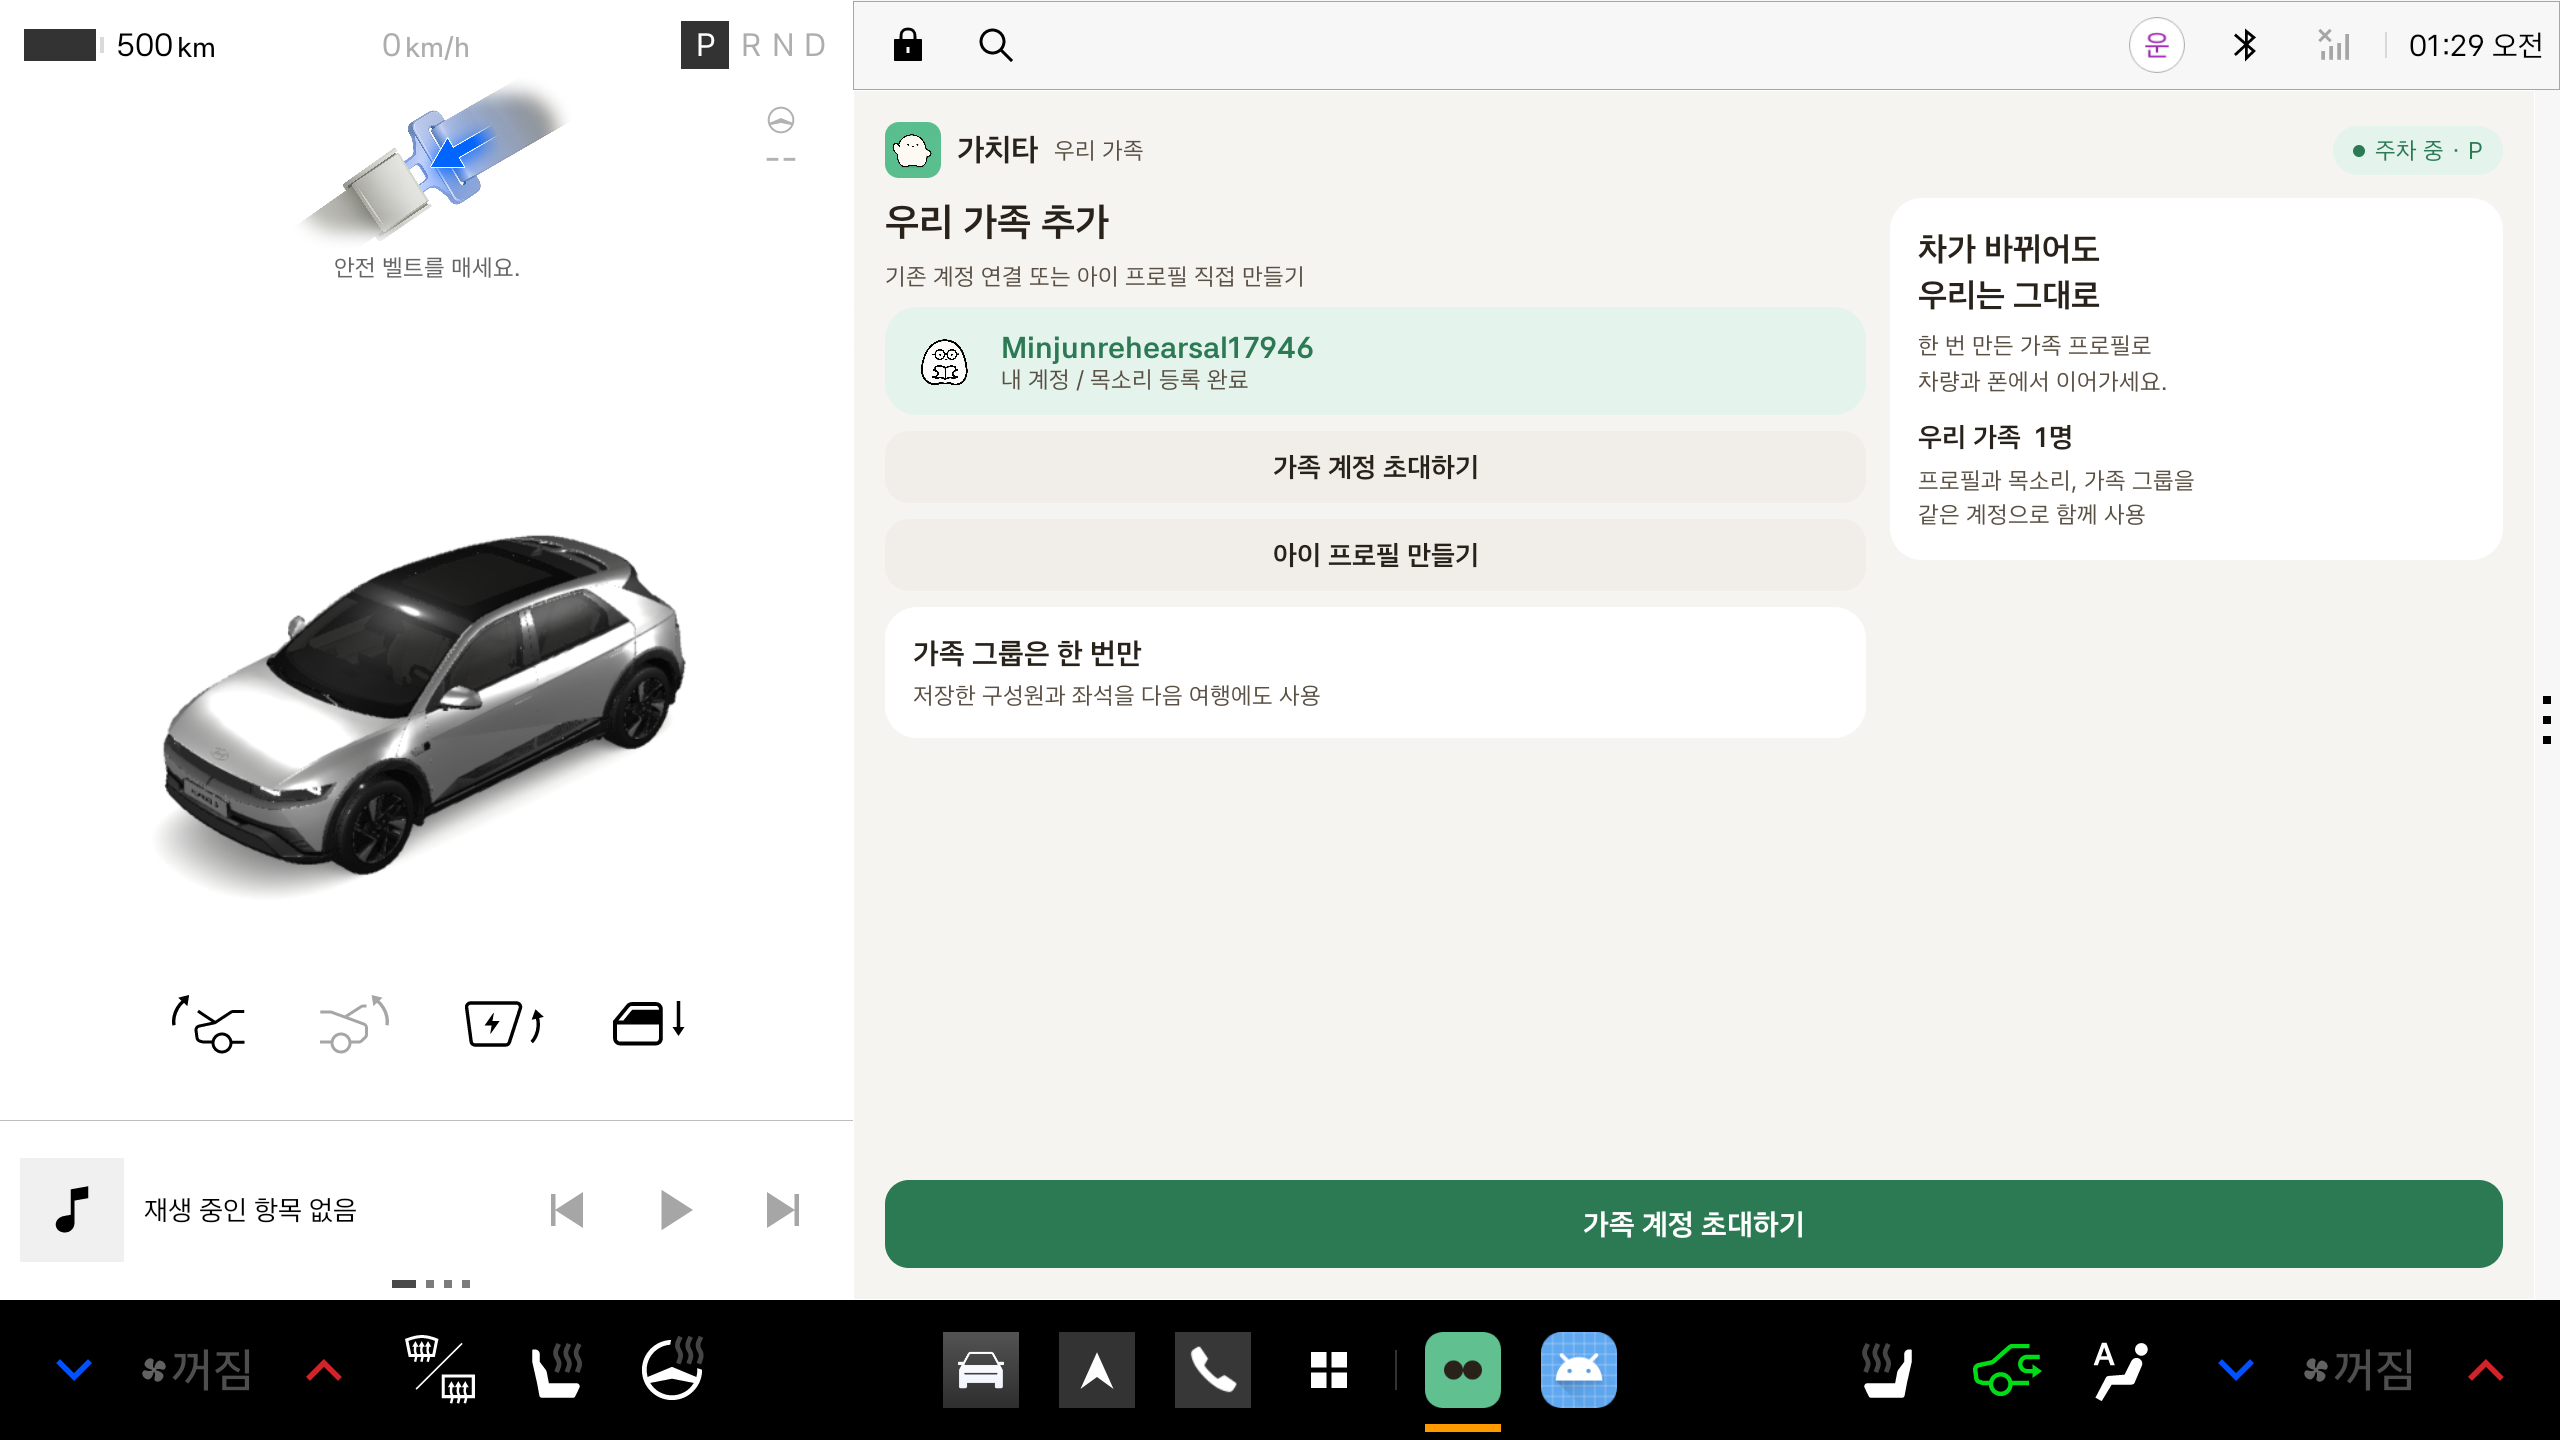 500 km
0 km/h
P R N D
안전 벨트를 매세요.
재생 중인 항목 없음
운
01:29 오전
가치타 우리 가족
주차 중 · P
우리 가족 추가
기존 계정 연결 또는 아이 프로필 직접 만들기
Minjunrehearsal17946
내 계정 / 목소리 등록 완료
가족 계정 초대하기
아이 프로필 만들기
가족 그룹은 한 번만
저장한 구성원과 좌석을 다음 여행에도 사용
차가 바뀌어도
우리는 그대로
한 번 만든 가족 프로필로
차량과 폰에서 이어가세요.
우리 가족 1명
프로필과 목소리, 가족 그룹을
같은 계정으로 함께 사용
가족 계정 초대하기
꺼짐
A
꺼짐